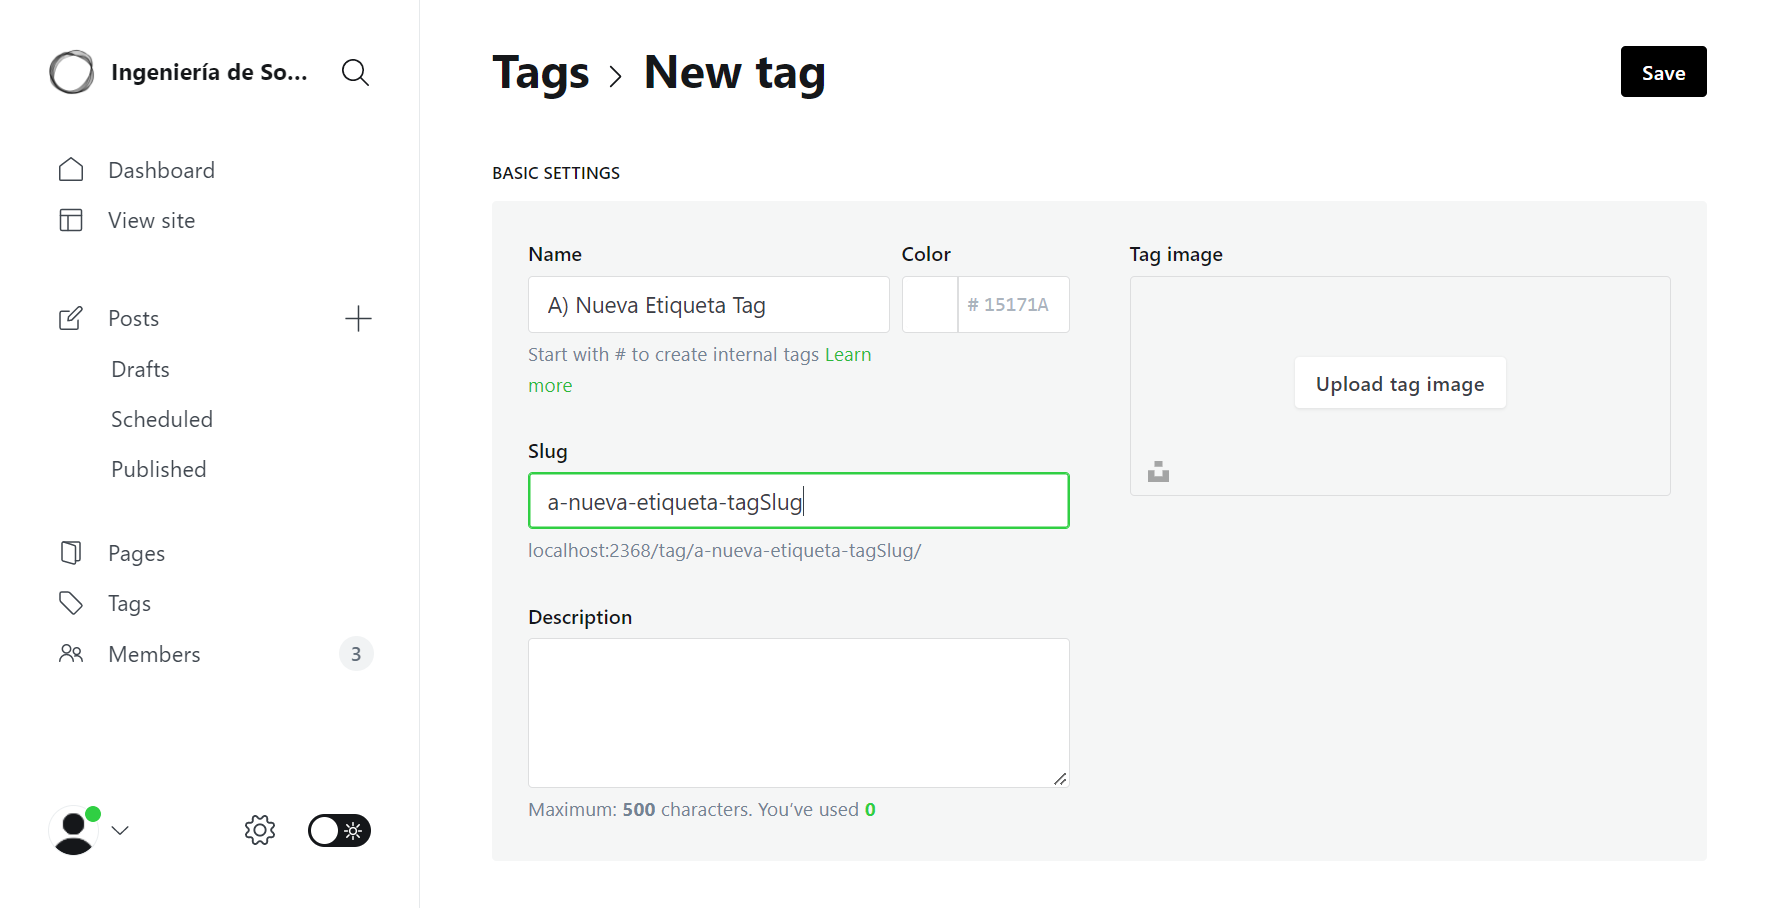 Ingeniería de So...
Dashboard
View site
Posts
Drafts
Scheduled
Published
Pages
Tags
Members
3
Tags > New tag
Save
BASIC SETTINGS
Name
A) Nueva Etiqueta Tag
Start with # to create internal tags Learn
more
Color
# 15171A
Slug
a-nueva-etiqueta-tagSlug
localhost:2368/tag/a-nueva-etiqueta-tagSlug/
Description
Maximum: 500 characters. You’ve used 0
Tag image
Upload tag image